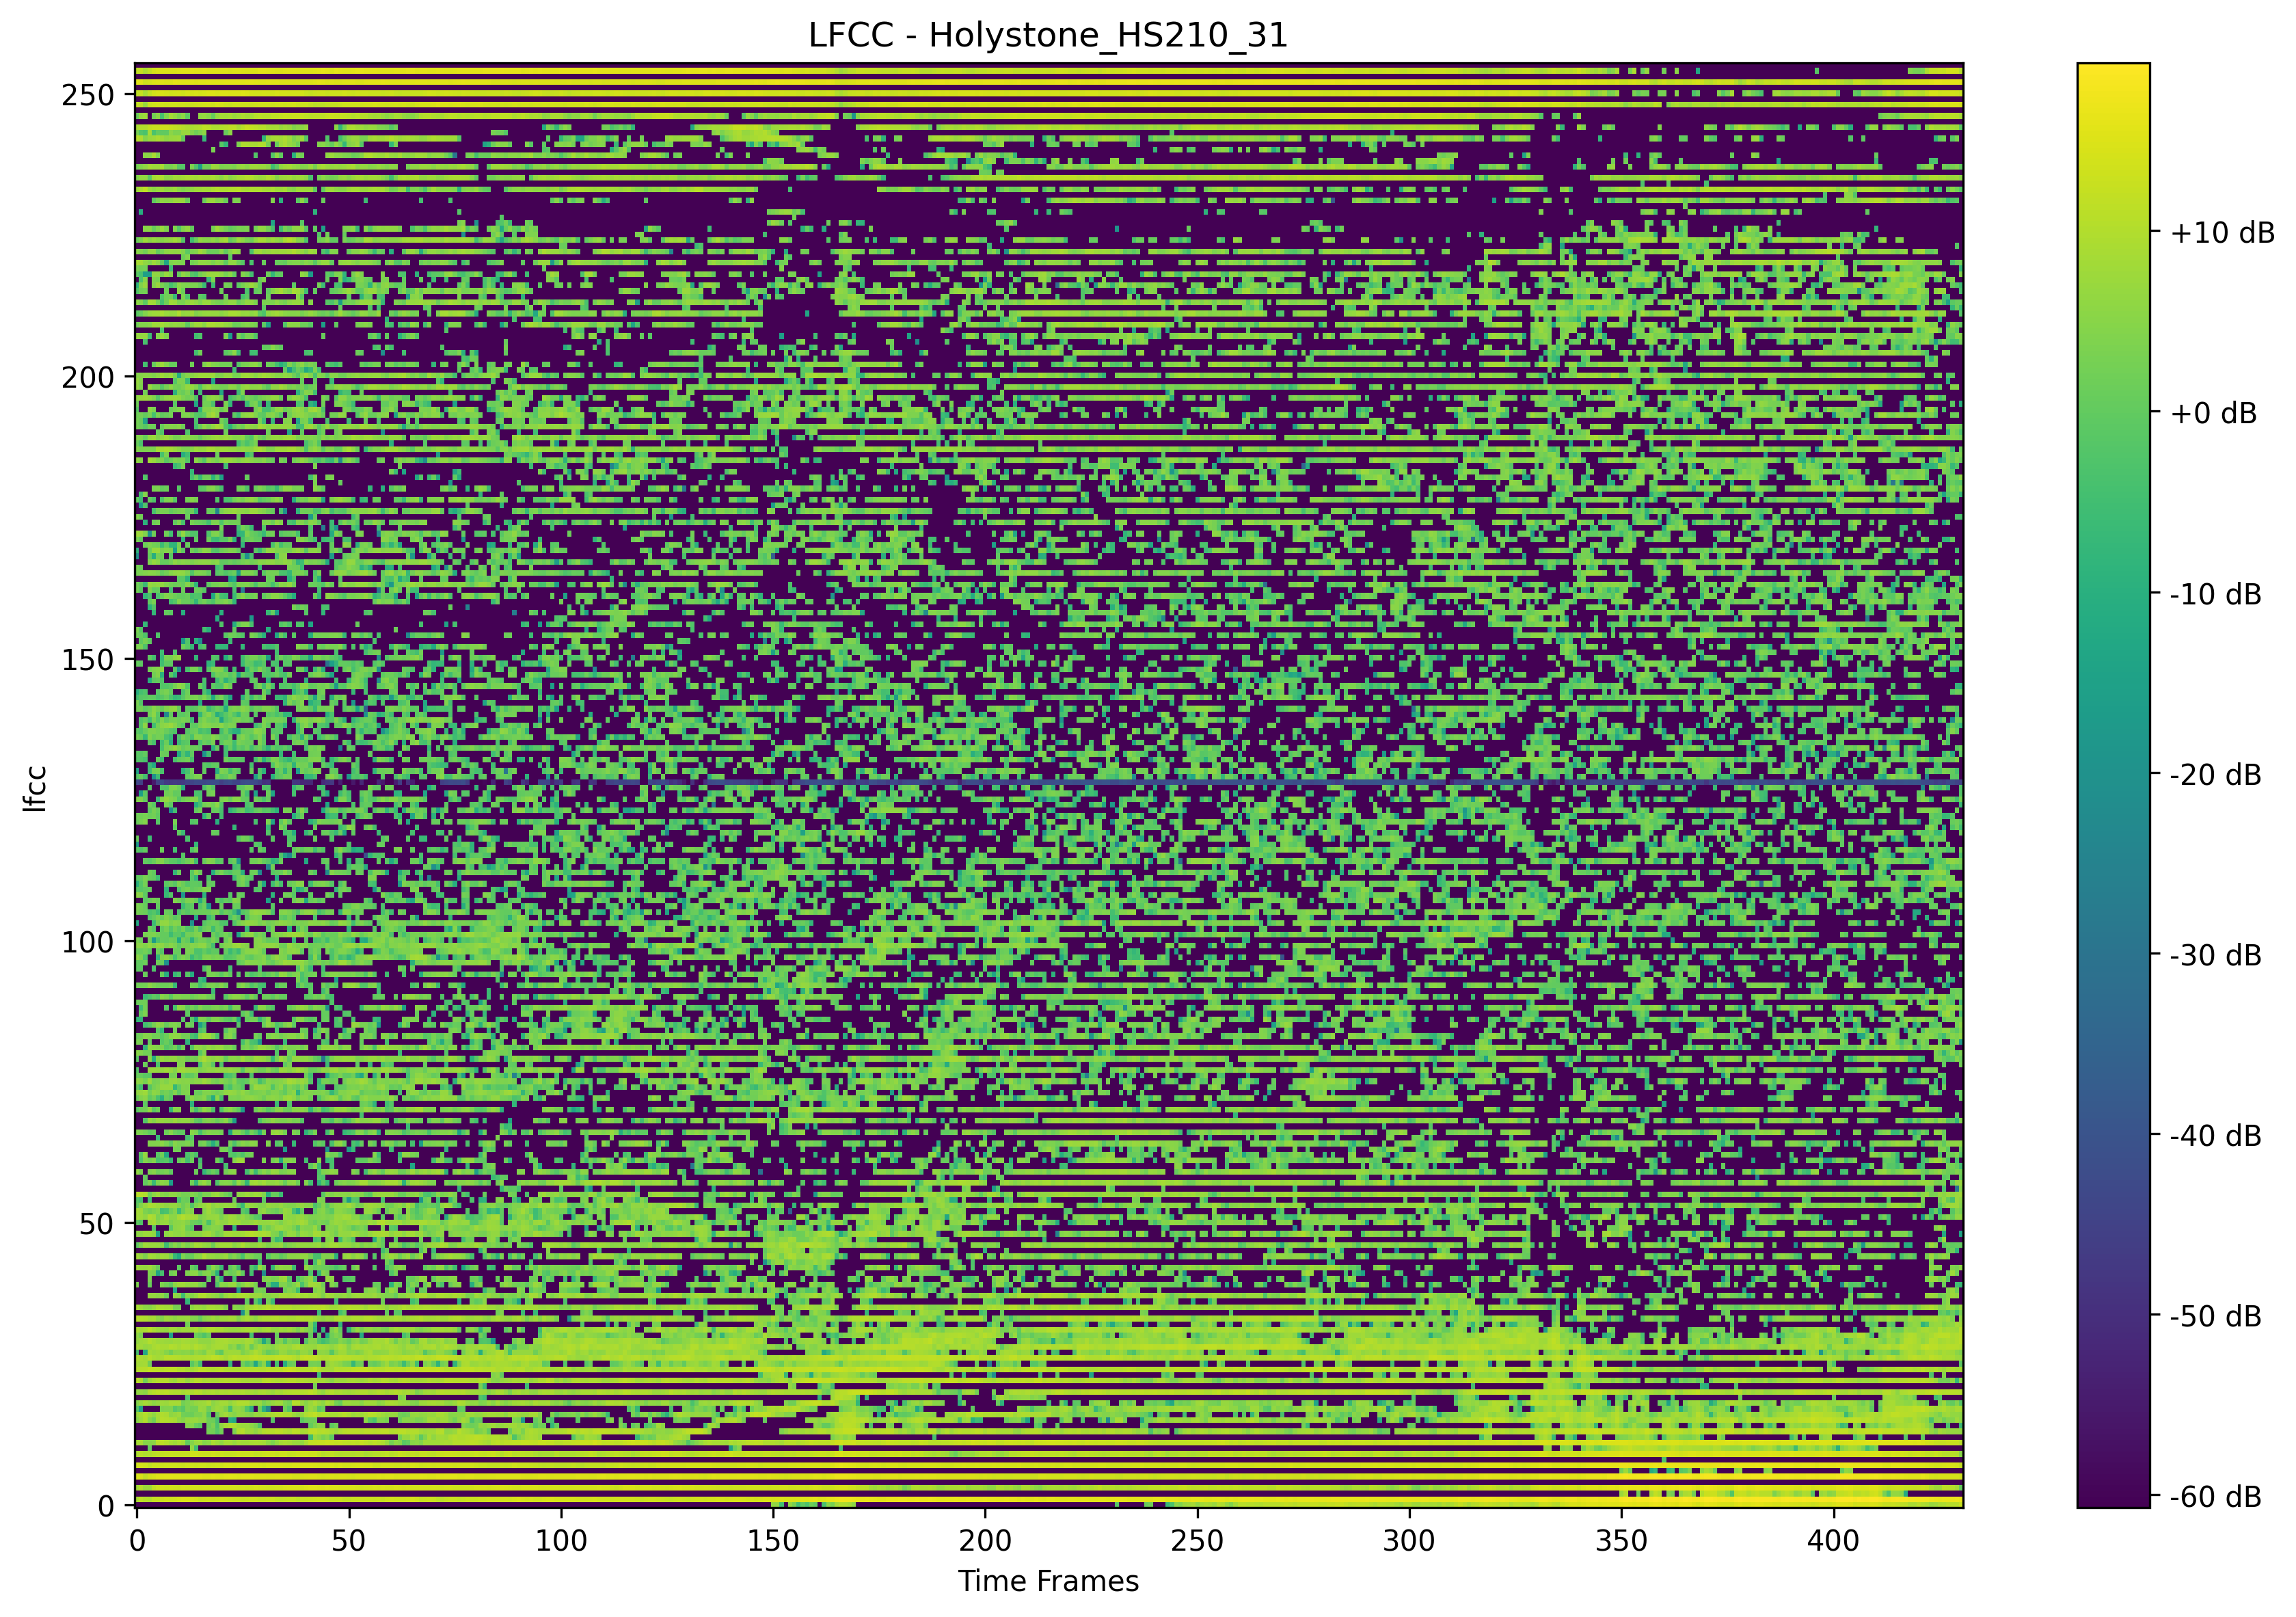 LFCC - Holystone_HS210_31
250
200
150
100
50
0
lfcc
0 50 100 150 200 250 300 350 400
Time Frames
+10 dB
+0 dB
-10 dB
-20 dB
-30 dB
-40 dB
-50 dB
-60 dB